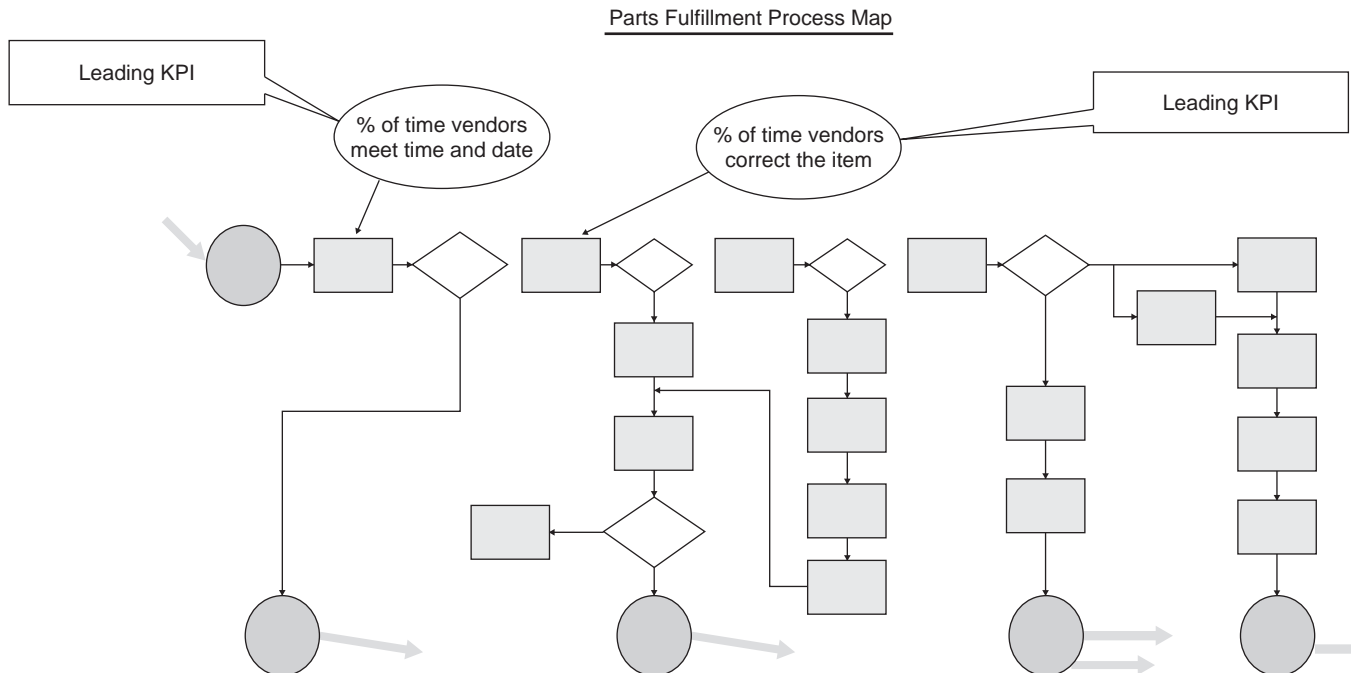 Parts Fulfillment Process Map
Leading KPI
% of time vendors
meet time and date
% of time vendors
correct the item
Leading KPI